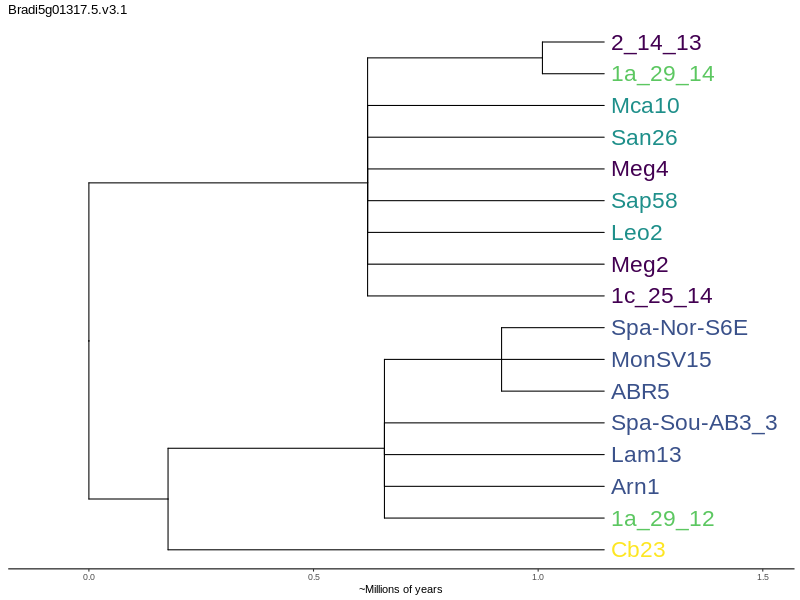 Bradi5g01317.5.v3.1
2_14_13
1a_29_14
Mca10
San26
Meg4
Sap58
Leo2
Meg2
1c_25_14
Spa-Nor-S6E
MonSV15
ABR5
Spa-Sou-AB3_3
Lam13
Arn1
1a_29_12
Cb23
0.0 0.5 1.0 1.5
~Millions of years